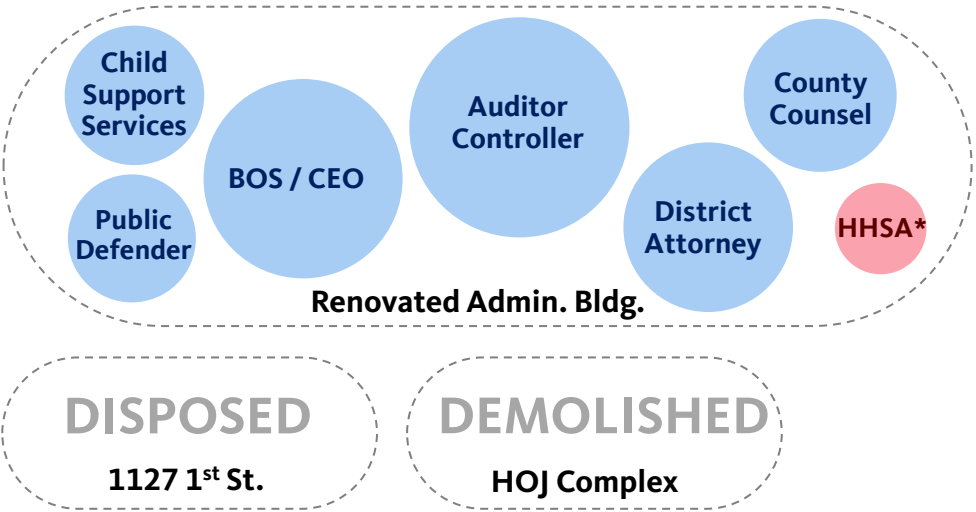 Child
Support
Services
Public
Defender
BOS / CEO
Auditor
Controller
District
Attorney
County
Counsel
HHSA*
Renovated Admin. Bldg.
DISPOSED
1127 1st St.
DEMOLISHED
HOJ Complex